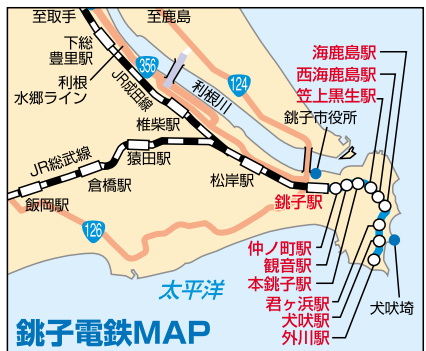 至取手
至鹿島
下総
豊里駅
利根
水郷ライン
JR成田線
356
124
利根川
海鹿島駅
西海鹿島駅
笠上黒生駅
銚子市役所
椎柴駅
JR総武線
猿田駅
倉橋駅
松岸駅
飯岡駅
銚子駅
126
仲ノ町駅
観音駅
本銚子駅
君ヶ浜駅
犬吠駅
外川駅
犬吠埼
太平洋
銚子電鉄MAP